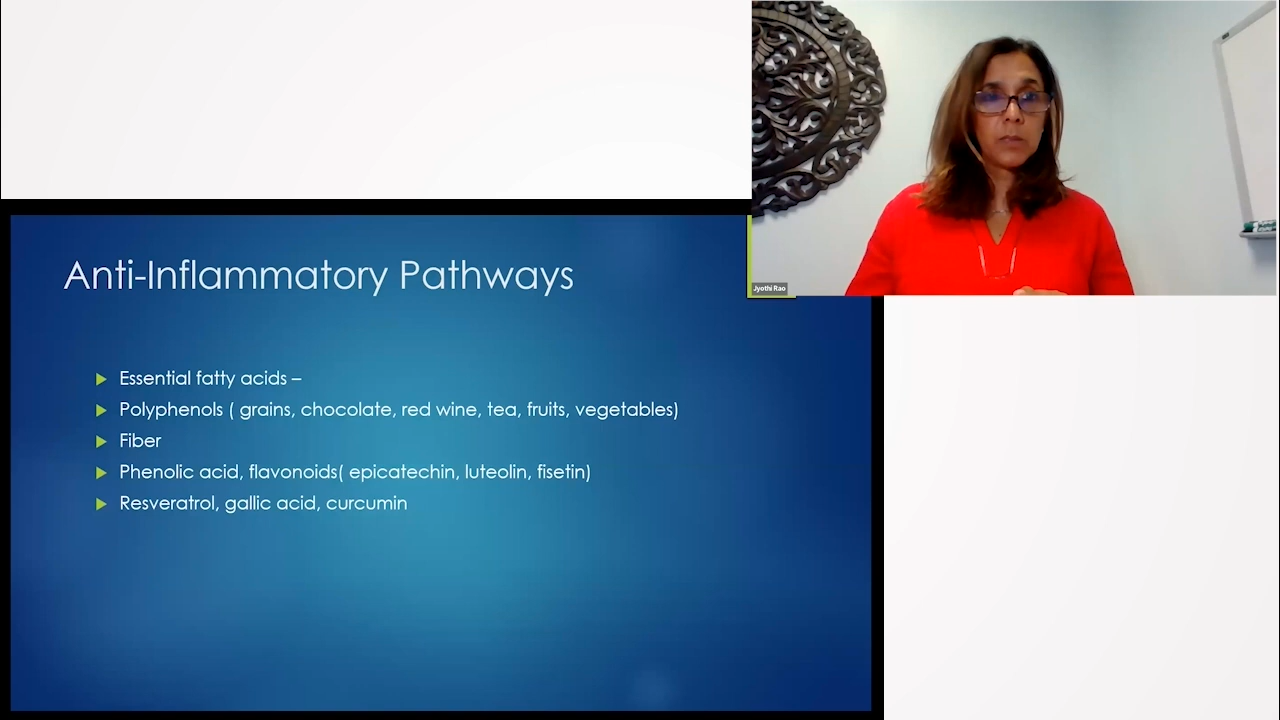 Jyothi Rao
Anti-Inflammatory Pathways
Essential fatty acids –
Polyphenols ( grains, chocolate, red wine, tea, fruits, vegetables)
Fiber
Phenolic acid, flavonoids( epicatechin, luteolin, fisetin)
Resveratrol, gallic acid, curcumin